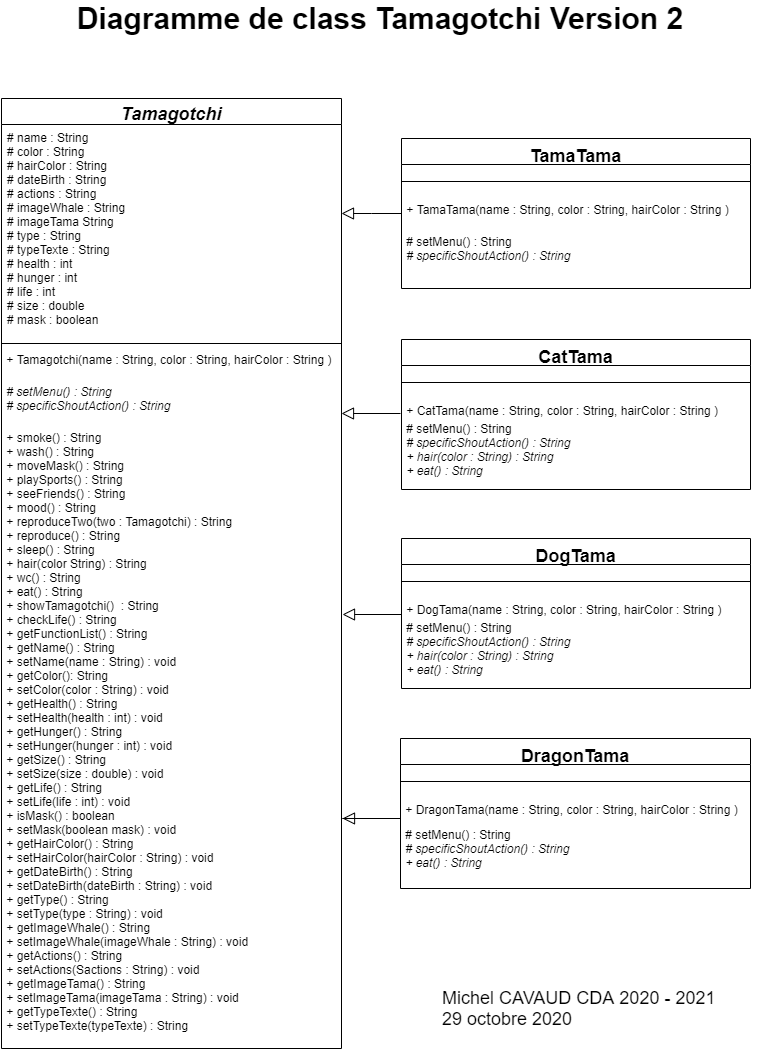 Diagramme de class Tamagotchi Version 2
Tamagotchi
# name : String
# color : String
# hairColor : String
# dateBirth : String
# actions : String
# imageWhale : String
# imageTama String
# type : String
# typeTexte : String
# health : int
# hunger : int
# life : int
# size : double
# mask : boolean
+ Tamagotchi(name : String, color : String, hairColor : String )
# setMenu() : String
# specificShoutAction() : String
+ smoke() : String
+ wash() : String
+ moveMask() : String
+ playSports() : String
+ seeFriends() : String
+ mood() : String
+ reproduceTwo(two : Tamagotchi) : String
+ reproduce() : String
+ sleep() : String
+ hair(color String) : String
+ wc() : String
+ eat() : String
+ showTamagotchi() : String
+ checkLife() : String
+ getFunctionList() : String
+ getName() : String
+ setName(name : String) : void
+ getColor(): String
+ setColor(color : String) : void
+ getHealth() : String
+ setHealth(health : int) : void
+ getHunger() : String
+ setHunger(hunger : int) : void
+ getSize() : String
+ setSize(size : double) : void
+ getLife() : String
+ setLife(life : int) : void
+ isMask() : boolean
+ setMask(boolean mask) : void
+ getHairColor() : String
+ setHairColor(hairColor : String) : void
+ getDateBirth() : String
+ setDateBirth(dateBirth : String) : void
+ getType() : String
+ setType(type : String) : void
+ getImageWhale() : String
+ setImageWhale(imageWhale : String) : void
+ getActions() : String
+ setActions(Sactions : String) : void
+ getImageTama() : String
+ setImageTama(imageTama : String) : void
+ getTypeTexte() : String
+ setTypeTexte(typeTexte) : String
TamaTama
+ TamaTama(name : String, color : String, hairColor : String )
# setMenu() : String
# specificShoutAction() : String
CatTama
+ CatTama(name : String, color : String, hairColor : String )
# setMenu() : String
# specificShoutAction() : String
+ hair(color : String) : String
+ eat() : String
DogTama
+ DogTama(name : String, color : String, hairColor : String )
# setMenu() : String
# specificShoutAction() : String
+ hair(color : String) : String
+ eat() : String
DragonTama
+ DragonTama(name : String, color : String, hairColor : String )
# setMenu() : String
# specificShoutAction() : String
+ eat() : String
Michel CAVAUD CDA 2020 - 2021
29 octobre 2020